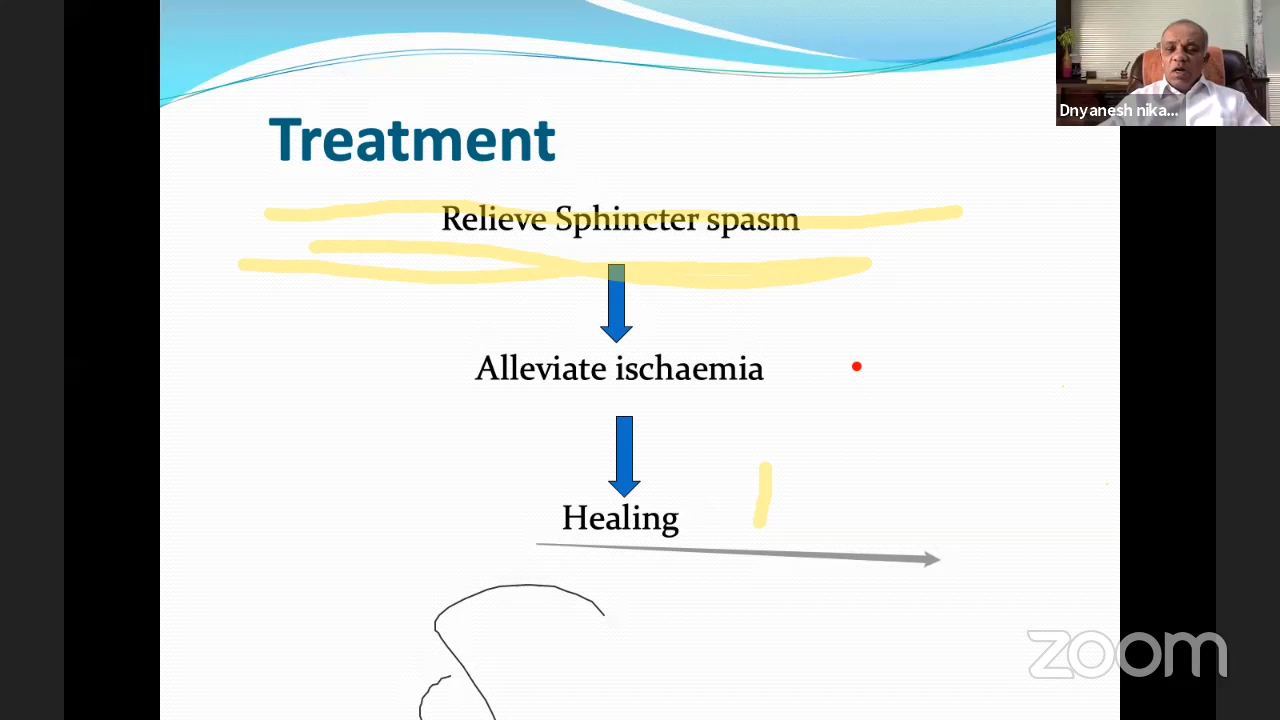 Dnyanesh nika...
Treatment
Relieve Sphincter spasm
Alleviate ischaemia
Healing
zoom